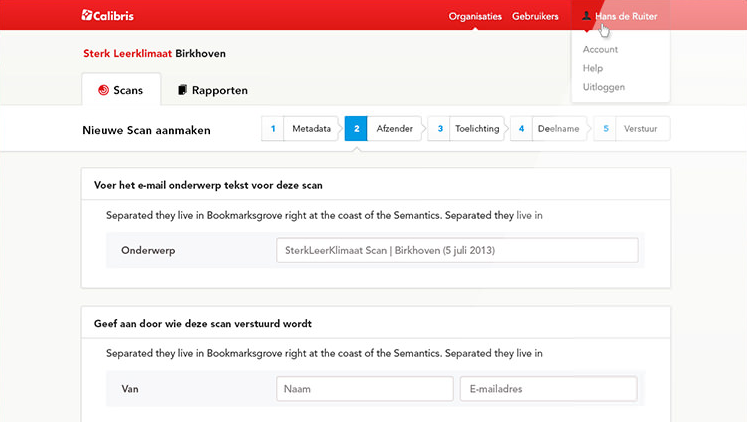 Calibris
Organisaties Gebruikers Hans de Ruiter
Account
Help
Uitloggen
Sterk Leerklimaat Birkhoven
Scans Rapporten
Nieuwe Scan aanmaken 1 Metadata 2 Afzender 3 Toelichting 4 Deelname 5 Verstuur
Voer het e-mail onderwerp tekst voor deze scan
Separated they live in Bookmarksgrove right at the coast of the Semantics. Separated they live in
Onderwerp SterkLeerKlimaat Scan | Birkhoven (5 juli 2013)
Geef aan door wie deze scan verstuurd wordt
Separated they live in Bookmarksgrove right at the coast of the Semantics. Separated they live in
Van Naam E-mailadres